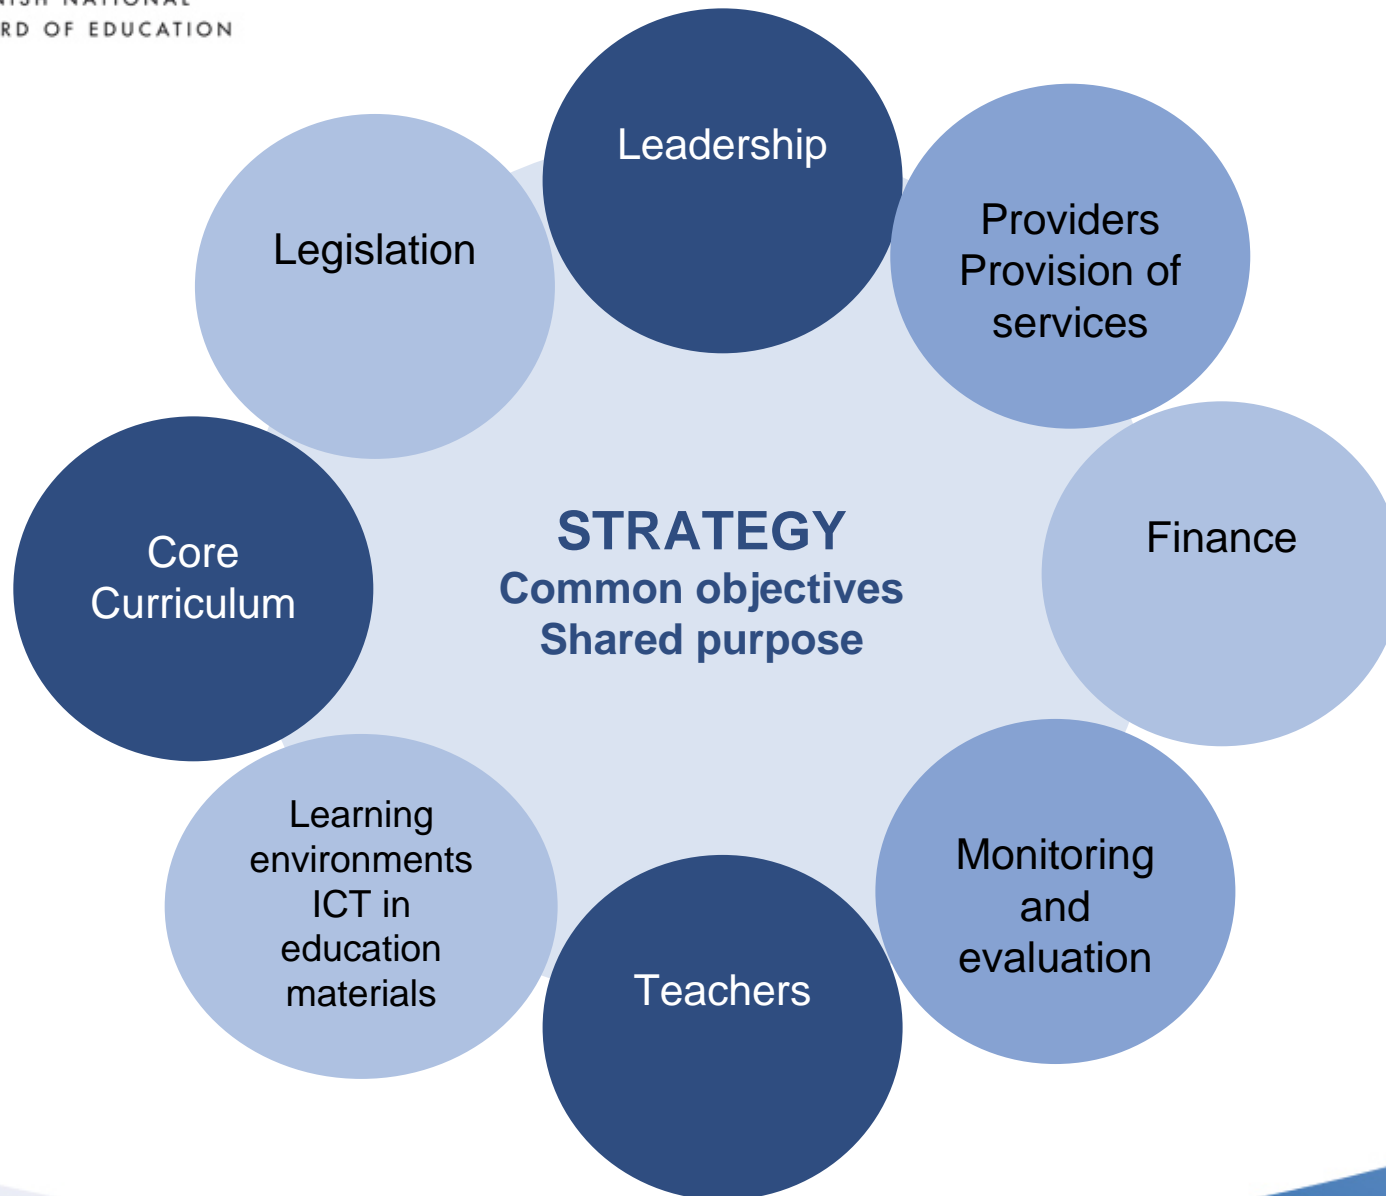 RD OF EDUCATION
Leadership
Providers
Provision of
services
Legislation
Finance
STRATEGY
Common objectives
Shared purpose
Core
Curriculum
Learning
environments
ICT in
education
materials
Monitoring
and
evaluation
Teachers